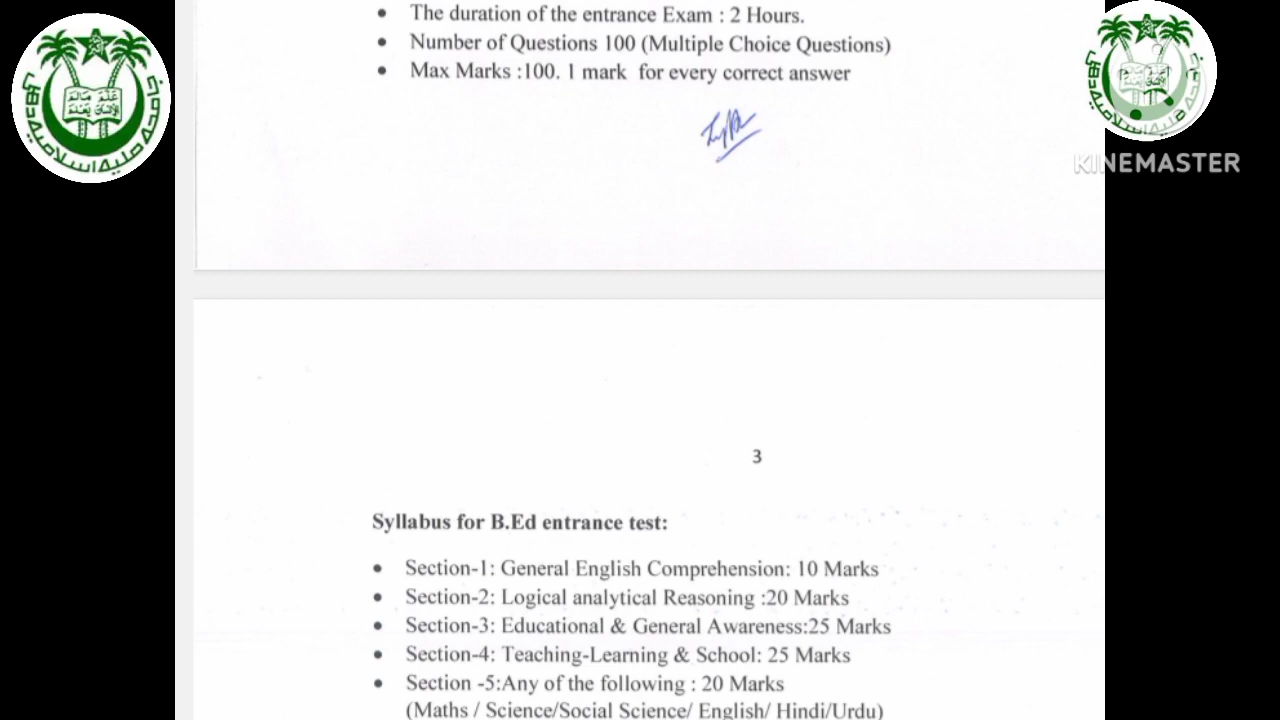 The duration of the entrance Exam : 2 Hours.
Number of Questions 100 (Multiple Choice Questions)
Max Marks :100. 1 mark for every correct answer
KINEMASTER
3
Syllabus for B.Ed entrance test:
Section-1: General English Comprehension: 10 Marks
Section-2: Logical analytical Reasoning :20 Marks
Section-3: Educational & General Awareness:25 Marks
Section-4: Teaching-Learning & School: 25 Marks
Section -5:Any of the following : 20 Marks
(Maths / Science/Social Science/ English/ Hindi/Urdu)